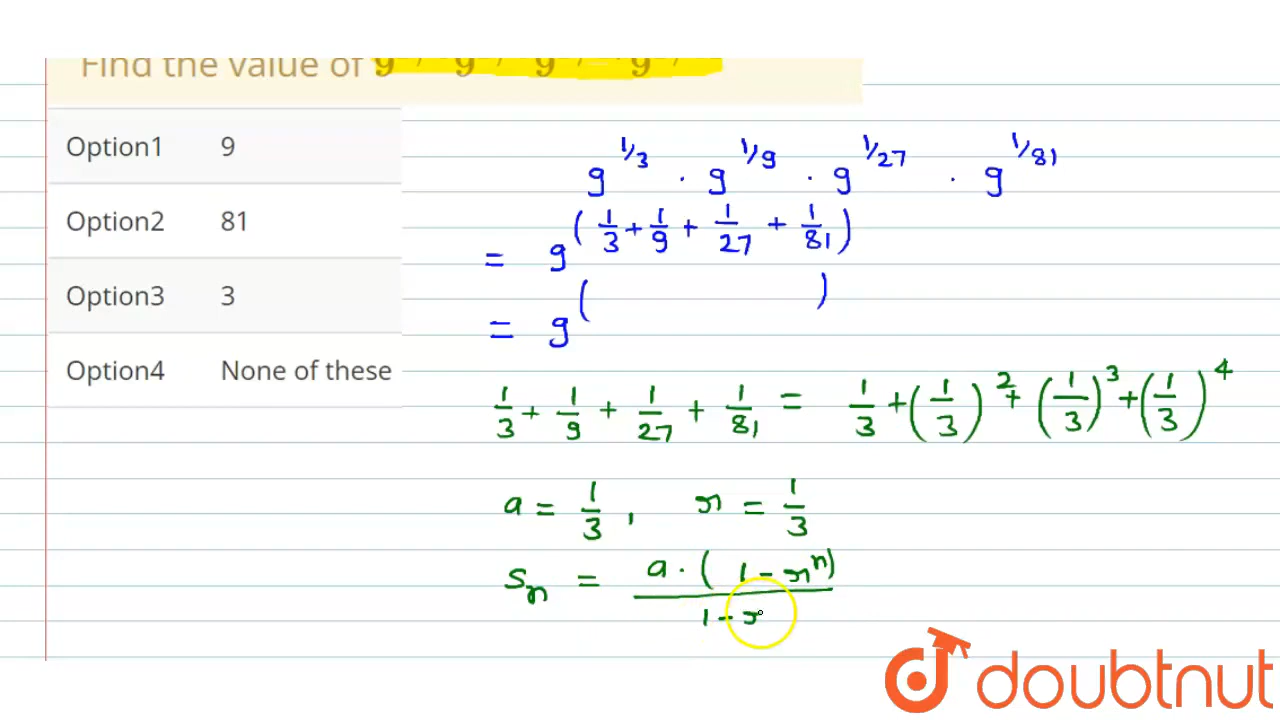 Find the value of
Option1 9
Option2 81
Option3 3
Option4 None of these
9^{1/3} · 9^{1/9} · 9^{1/27} · 9^{1/81}
= 9^{(1/3 + 1/9 + 1/27 + 1/81)}
= 9^{( )}
1/3 + 1/9 + 1/27 + 1/81 = 1/3 + (1/3)^2 + (1/3)^3 + (1/3)^4
a = 1/3, r = 1/3
S_n = a · (1 - r^n) / 1 - r
doubtnut